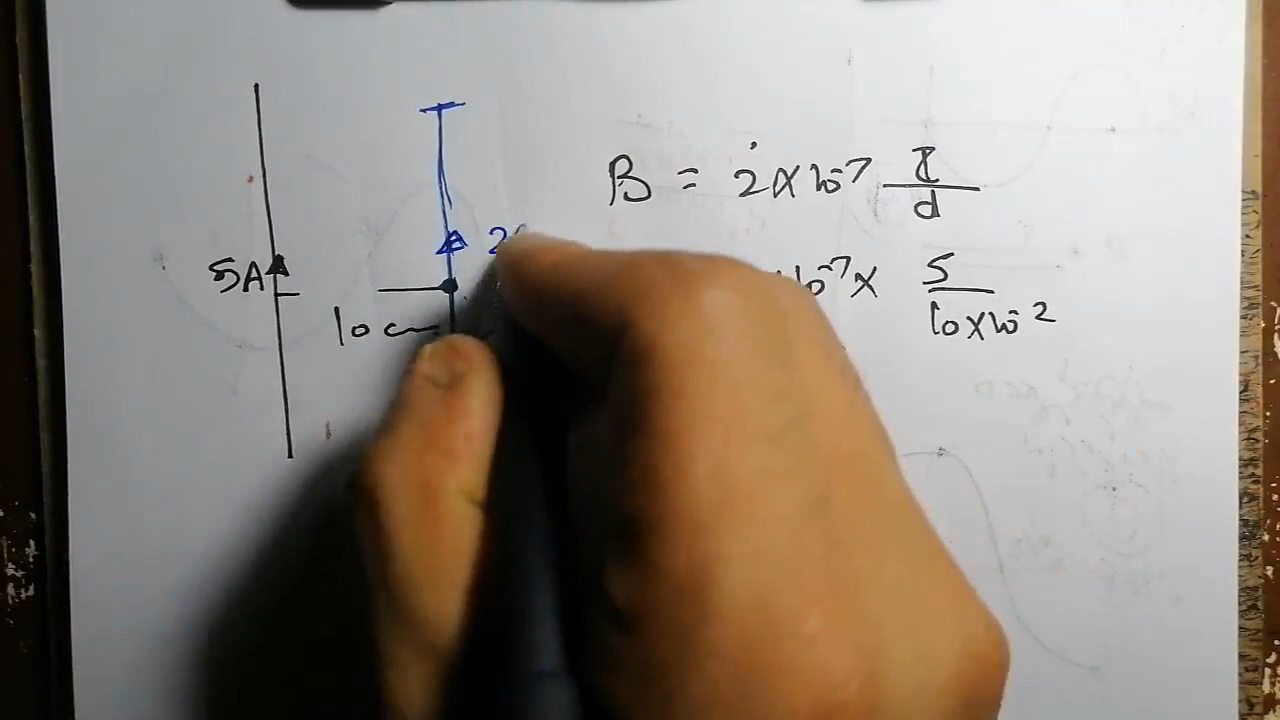 B = 2×10⁻⁷ I/d
5A
10⁻⁷ × 5/(10×10⁻²)
10 cm